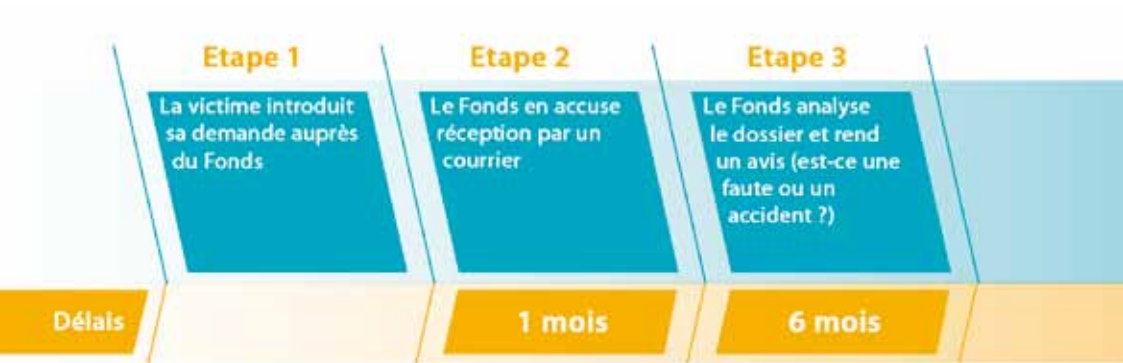 Etape 1
La victime introduit
sa demande auprès
du Fonds
Etape 2
Le Fonds en accuse
réception par un
courrier
Etape 3
Le Fonds analyse
le dossier et rend
un avis (est-ce une
faute ou un
accident ?)
Délais
1 mois
6 mois